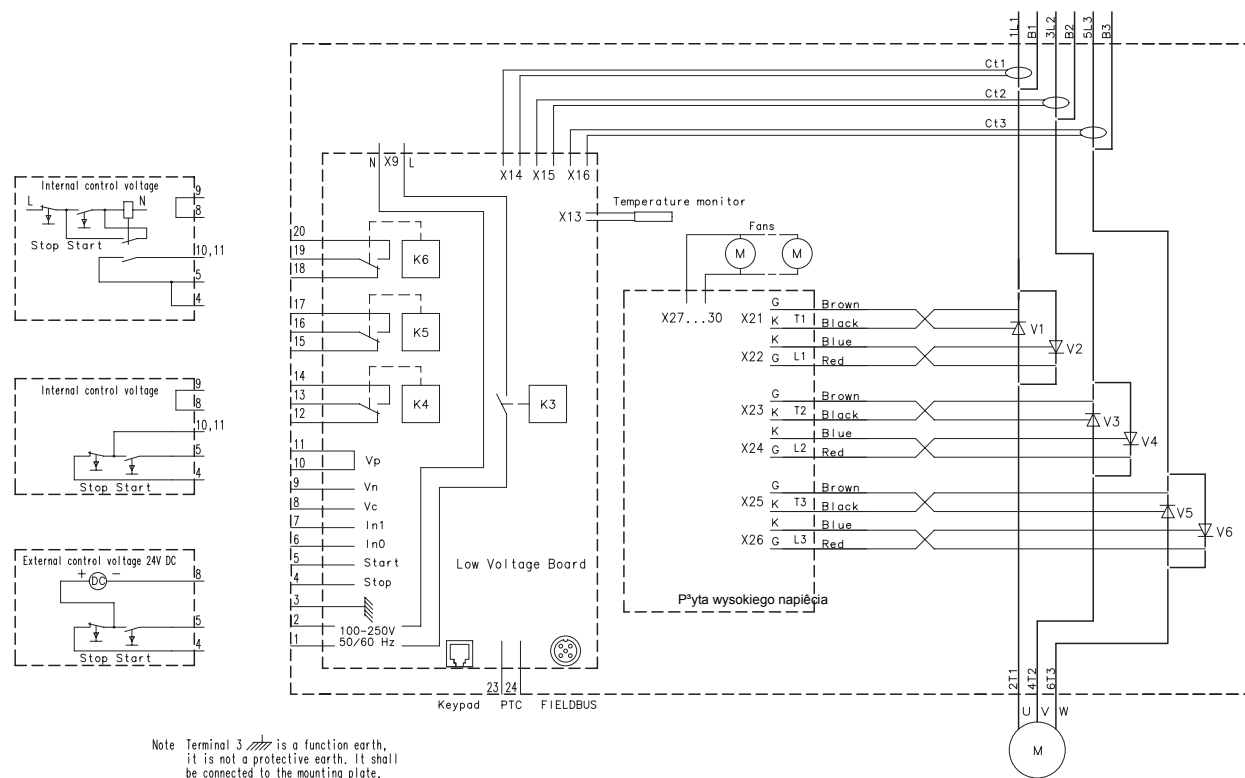 1L1 B1 3L2 B2 5L3 B3
Ct1
Ct2
Ct3
N X9 L
X14 X15 X16
X13
Temperature monitor
Fans
M M
Internal control voltage
L N
Stop Start
9
8
10,11
5
4
Internal control voltage
9
8
10,11
5
4
Stop Start
External control voltage 24V DC
+ DC -
8
5
4
Stop Start
20
19
18
K6
17
16
15
K5
14
13
12
K4
K3
11
10
Vp
9 Vn
8 Vc
7 In1
6 In0
5 Start
4 Stop
3
2
1
100-250V
50/60 Hz
Low Voltage Board
23 24
Keypad PTC FIELDBUS
X27...30
X21 G Brown
K T1 Black
K Blue
X22 G L1 Red
X23 G Brown
K T2 Black
K Blue
X24 G L2 Red
X25 G Brown
K T3 Black
K Blue
X26 G L3 Red
P³yta wysokiego napiêcia
V1
V2
V3
V4
V5
V6
2T1 4T2 6T3
U V W
M
Note Terminal 3 is a function earth,
it is not a protective earth. It shall
be connected to the mounting plate.